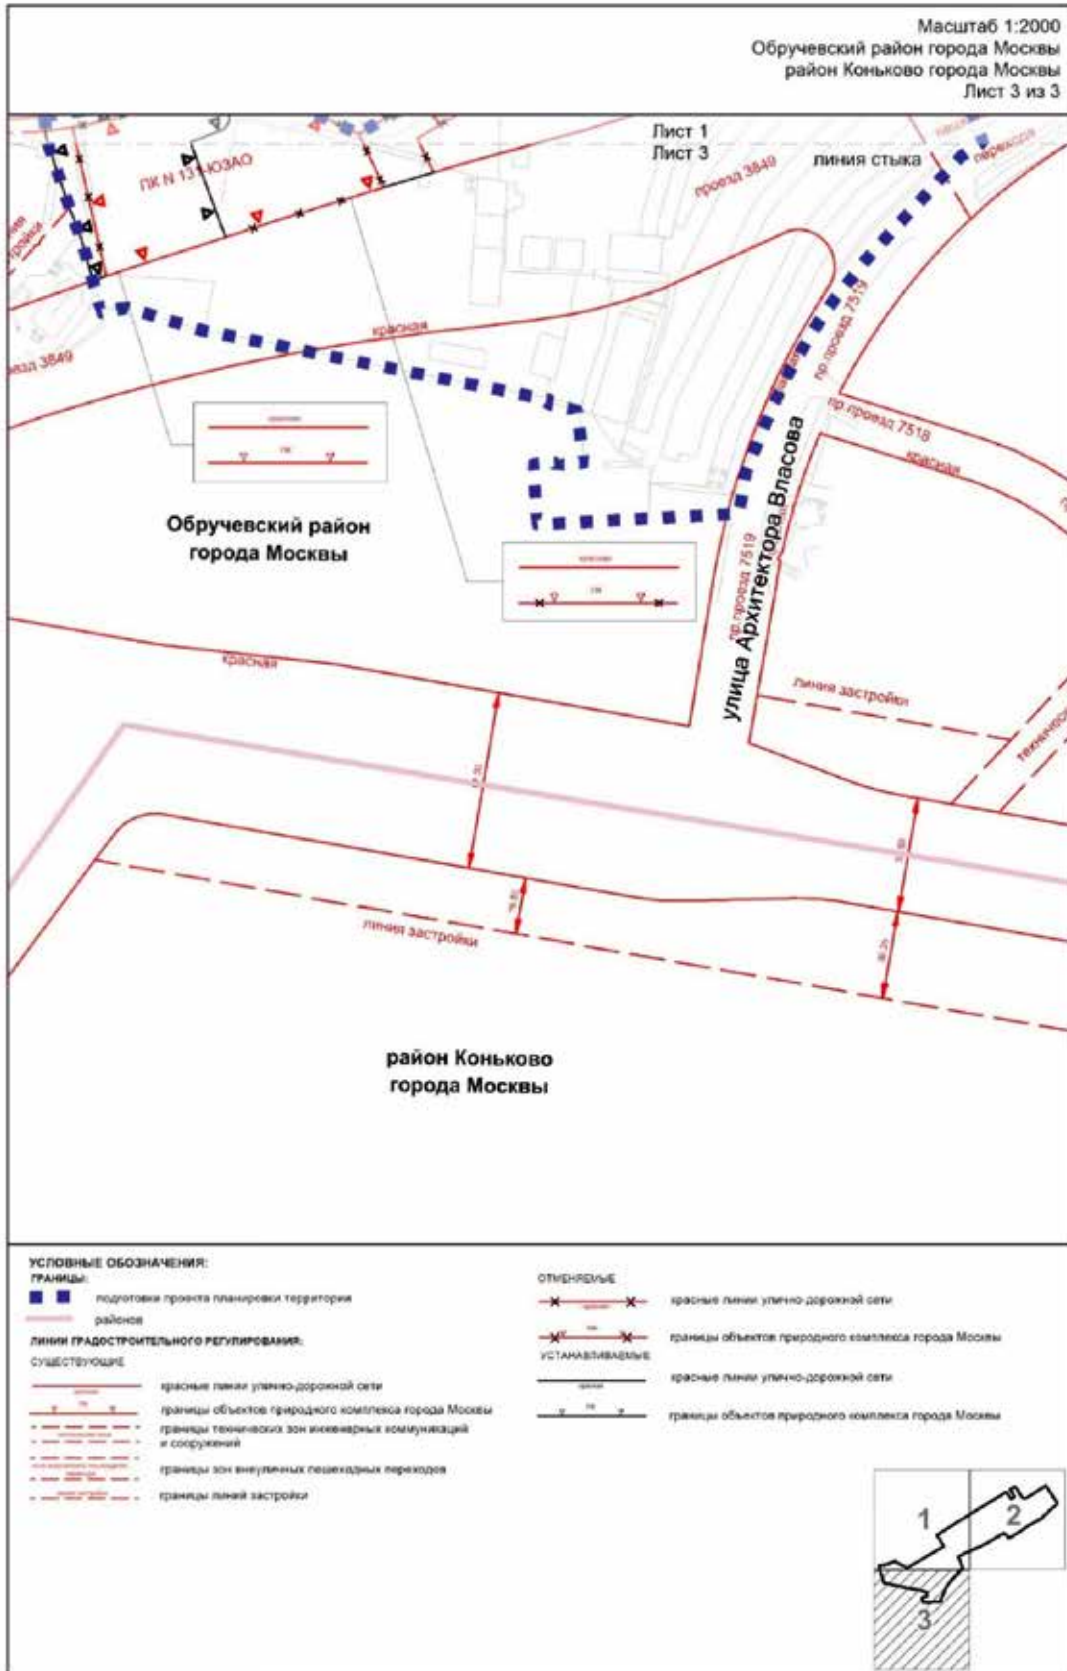 Масштаб 1:2000
Обручевский район города Москвы
район Коньково города Москвы
Лист 3 из 3
Лист 1
Лист 3
линия стыка
перехода
проезд 3849
ПК N 131-ЮЗАО
красная
проезд 3849
пр.проезд 7519
пр.проезд 7518
красная
улица Архитектора Власова
пр.проезд 7519
Обручевский район
города Москвы
красная
ПК
красная
ПК
красная
линия застройки
линия застройки
район Коньково
города Москвы
УСЛОВНЫЕ ОБОЗНАЧЕНИЯ:
ГРАНИЦЫ:
подготовки проекта планировки территории
районов
ЛИНИИ ГРАДОСТРОИТЕЛЬНОГО РЕГУЛИРОВАНИЯ:
СУЩЕСТВУЮЩИЕ
красные линии улично-дорожной сети
границы объектов природного комплекса города Москвы
границы технических зон инженерных коммуникаций
и сооружений
границы зон внеуличных пешеходных переходов
границы линий застройки
ОТМЕНЯЕМЫЕ
красные линии улично-дорожной сети
границы объектов природного комплекса города Москвы
УСТАНАВЛИВАЕМЫЕ
красные линии улично-дорожной сети
границы объектов природного комплекса города Москвы
1
2
3